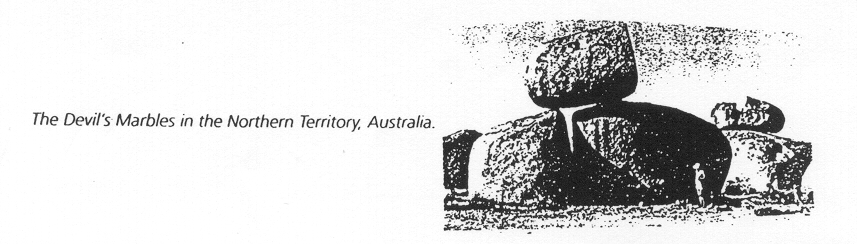 The Devil's Marbles in the Northern Territory, Australia.